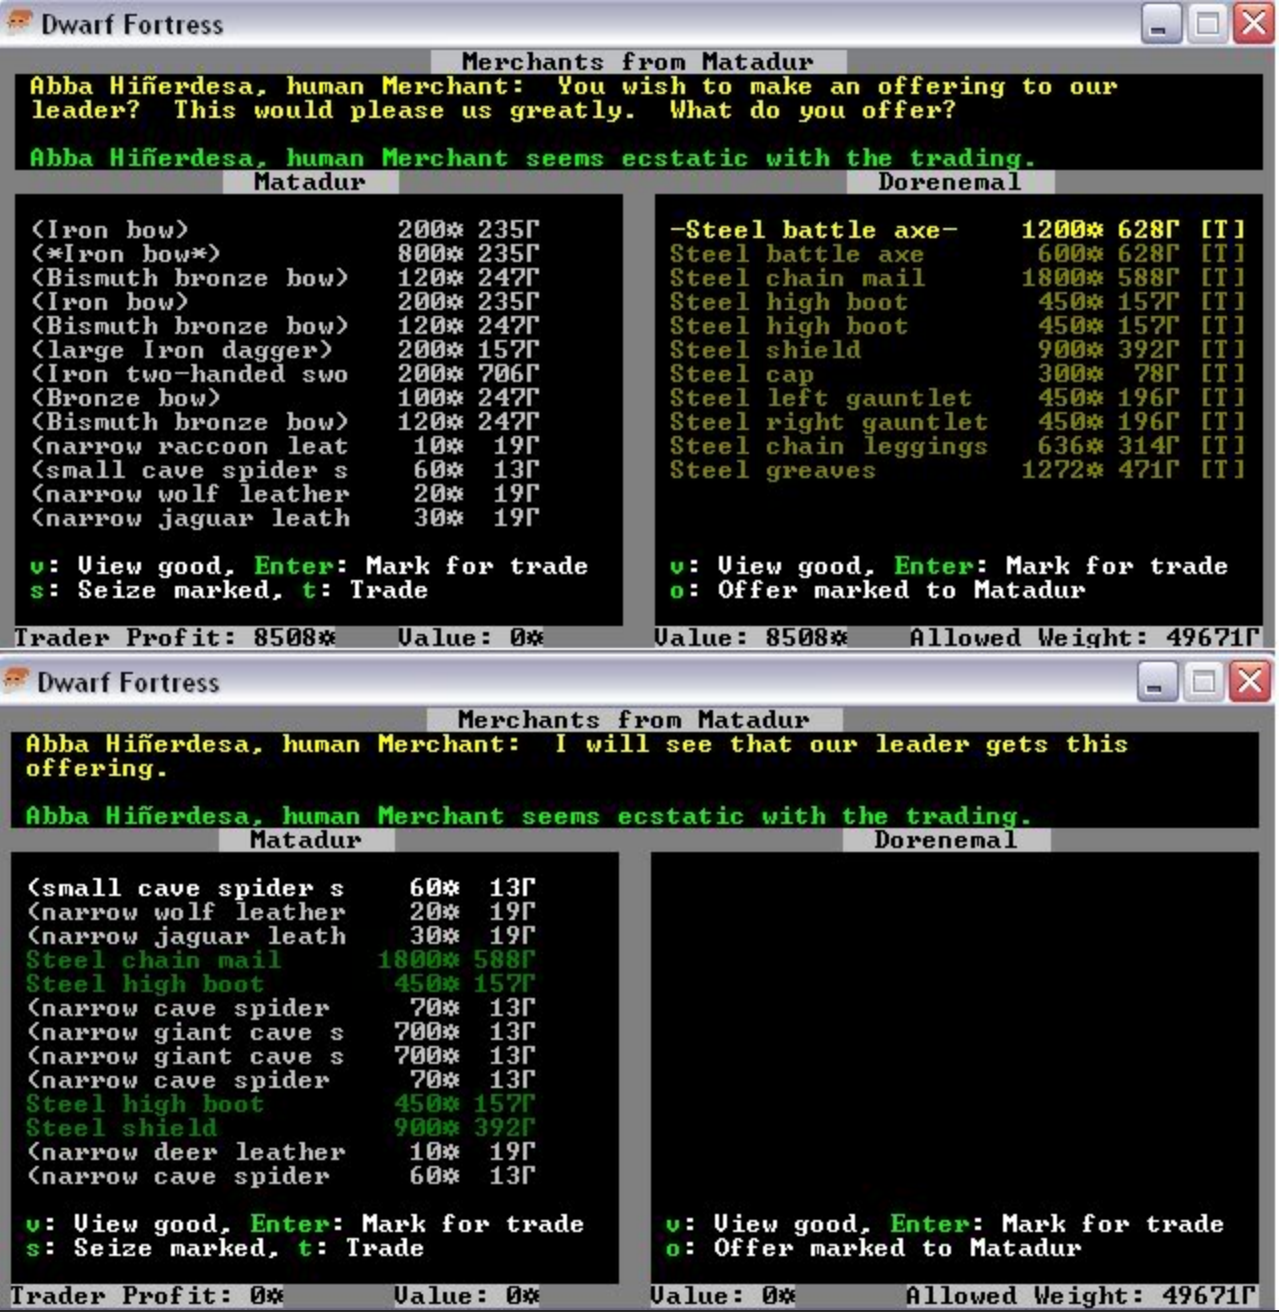 Dwarf Fortress
Merchants from Matadur
Abba Hiñerdesa, human Merchant: You wish to make an offering to our
leader? This would please us greatly. What do you offer?
Abba Hiñerdesa, human Merchant seems ecstatic with the trading.
Matadur Dorenemal
(Iron bow) 200☼ 235Γ -Steel battle axe- 1200☼ 628Γ [T]
(*Iron bow*) 800☼ 235Γ Steel battle axe 600☼ 628Γ [T]
(Bismuth bronze bow) 120☼ 247Γ Steel chain mail 1800☼ 588Γ [T]
(Iron bow) 200☼ 235Γ Steel high boot 450☼ 157Γ [T]
(Bismuth bronze bow) 120☼ 247Γ Steel high boot 450☼ 157Γ [T]
(large Iron dagger) 200☼ 157Γ Steel shield 900☼ 392Γ [T]
(Iron two-handed swo 200☼ 706Γ Steel cap 300☼ 78Γ [T]
(Bronze bow) 100☼ 247Γ Steel left gauntlet 450☼ 196Γ [T]
(Bismuth bronze bow) 120☼ 247Γ Steel right gauntlet 450☼ 196Γ [T]
(narrow raccoon leat 10☼ 19Γ Steel chain leggings 636☼ 314Γ [T]
(small cave spider s 60☼ 13Γ Steel greaves 1272☼ 471Γ [T]
(narrow wolf leather 20☼ 19Γ
(narrow jaguar leath 30☼ 19Γ
v: View good, Enter: Mark for trade v: View good, Enter: Mark for trade
s: Seize marked, t: Trade o: Offer marked to Matadur
Trader Profit: 8508☼ Value: 0☼ Value: 8508☼ Allowed Weight: 49671Γ
Dwarf Fortress
Merchants from Matadur
Abba Hiñerdesa, human Merchant: I will see that our leader gets this
offering.
Abba Hiñerdesa, human Merchant seems ecstatic with the trading.
Matadur Dorenemal
(small cave spider s 60☼ 13Γ
(narrow wolf leather 20☼ 19Γ
(narrow jaguar leath 30☼ 19Γ
Steel chain mail 1800☼ 588Γ
Steel high boot 450☼ 157Γ
(narrow cave spider 70☼ 13Γ
(narrow giant cave s 700☼ 13Γ
(narrow giant cave s 700☼ 13Γ
(narrow cave spider 70☼ 13Γ
Steel high boot 450☼ 157Γ
Steel shield 900☼ 392Γ
(narrow deer leather 10☼ 19Γ
(narrow cave spider 60☼ 13Γ
v: View good, Enter: Mark for trade v: View good, Enter: Mark for trade
s: Seize marked, t: Trade o: Offer marked to Matadur
Trader Profit: 0☼ Value: 0☼ Value: 0☼ Allowed Weight: 49671Γ